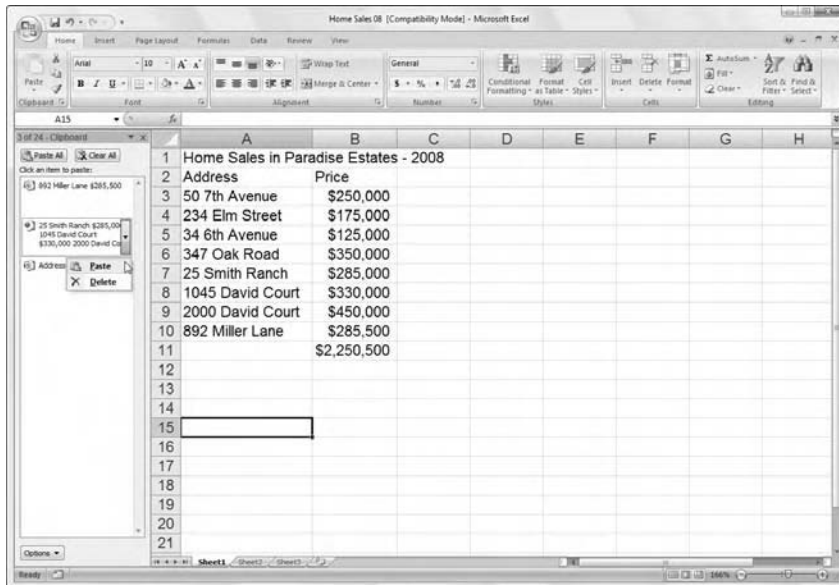 Home Sales 08 [Compatibility Mode] - Microsoft Excel
Home Insert Page Layout Formulas Data Review View
Paste
Arial 10 A A
B I U A
Wrap Text
Merge & Center
General
$ % ,
Conditional Formatting
Format as Table
Cell Styles
Insert Delete Format
Σ AutoSum
Fill
Clear
Sort & Filter
Find & Select
Clipboard Font Alignment Number Styles Cells Editing
A15 fx
3 of 24 - Clipboard
Paste All Clear All
Click an item to paste:
892 Miller Lane $285,500
25 Smith Ranch $285,00
1045 David Court
$330,000 2000 David Co
Address
Paste
Delete
Options
A B C D E F G H
1 Home Sales in Paradise Estates - 2008
2 Address Price
3 50 7th Avenue $250,000
4 234 Elm Street $175,000
5 34 6th Avenue $125,000
6 347 Oak Road $350,000
7 25 Smith Ranch $285,000
8 1045 David Court $330,000
9 2000 David Court $450,000
10 892 Miller Lane $285,500
11 $2,250,500
12
13
14
15
16
17
18
19
20
21
Sheet1 Sheet2 Sheet3
Ready 166%